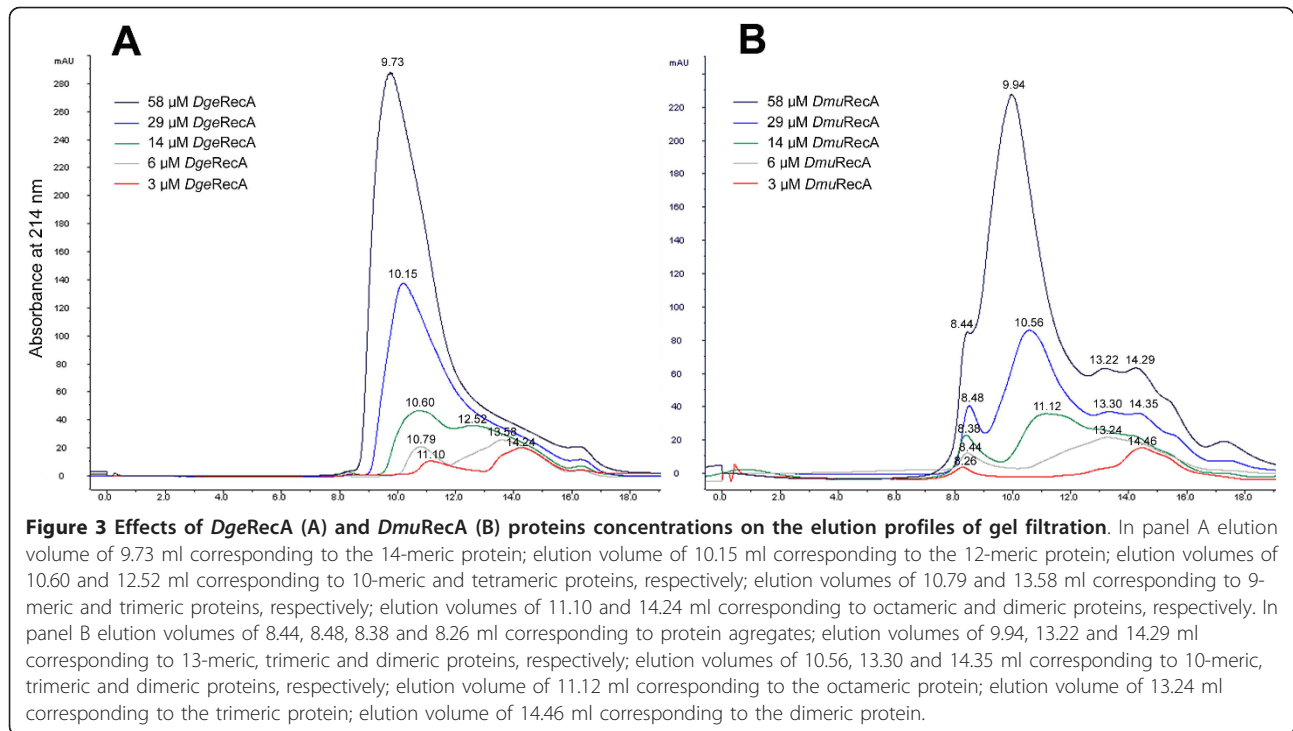 A
mAU
280
260
240
220
200
180
160
140
120
100
80
60
40
20
0
0.0 2.0 4.0 6.0 8.0 10.0 12.0 14.0 16.0 18.0
Absorbance at 214 nm
58 µM DgeRecA
29 µM DgeRecA
14 µM DgeRecA
6 µM DgeRecA
3 µM DgeRecA
9.73
10.15
10.60
12.52
13.58
10.79
14.24
11.10
B
mAU
220
200
180
160
140
120
100
80
60
40
20
0
0.0 2.0 4.0 6.0 8.0 10.0 12.0 14.0 16.0 18.0
58 µM DmuRecA
29 µM DmuRecA
14 µM DmuRecA
6 µM DmuRecA
3 µM DmuRecA
9.94
8.44
10.56
13.22
14.29
8.48
11.12
13.30
14.35
8.38
13.24
8.44
14.46
8.26
Figure 3 Effects of DgeRecA (A) and DmuRecA (B) proteins concentrations on the elution profiles of gel filtration. In panel A elution
volume of 9.73 ml corresponding to the 14-meric protein; elution volume of 10.15 ml corresponding to the 12-meric protein; elution volumes of
10.60 and 12.52 ml corresponding to 10-meric and tetrameric proteins, respectively; elution volumes of 10.79 and 13.58 ml corresponding to 9-
meric and trimeric proteins, respectively; elution volumes of 11.10 and 14.24 ml corresponding to octameric and dimeric proteins, respectively. In
panel B elution volumes of 8.44, 8.48, 8.38 and 8.26 ml corresponding to protein agregates; elution volumes of 9.94, 13.22 and 14.29 ml
corresponding to 13-meric, trimeric and dimeric proteins, respectively; elution volumes of 10.56, 13.30 and 14.35 ml corresponding to 10-meric,
trimeric and dimeric proteins, respectively; elution volume of 11.12 ml corresponding to the octameric protein; elution volume of 13.24 ml
corresponding to the trimeric protein; elution volume of 14.46 ml corresponding to the dimeric protein.